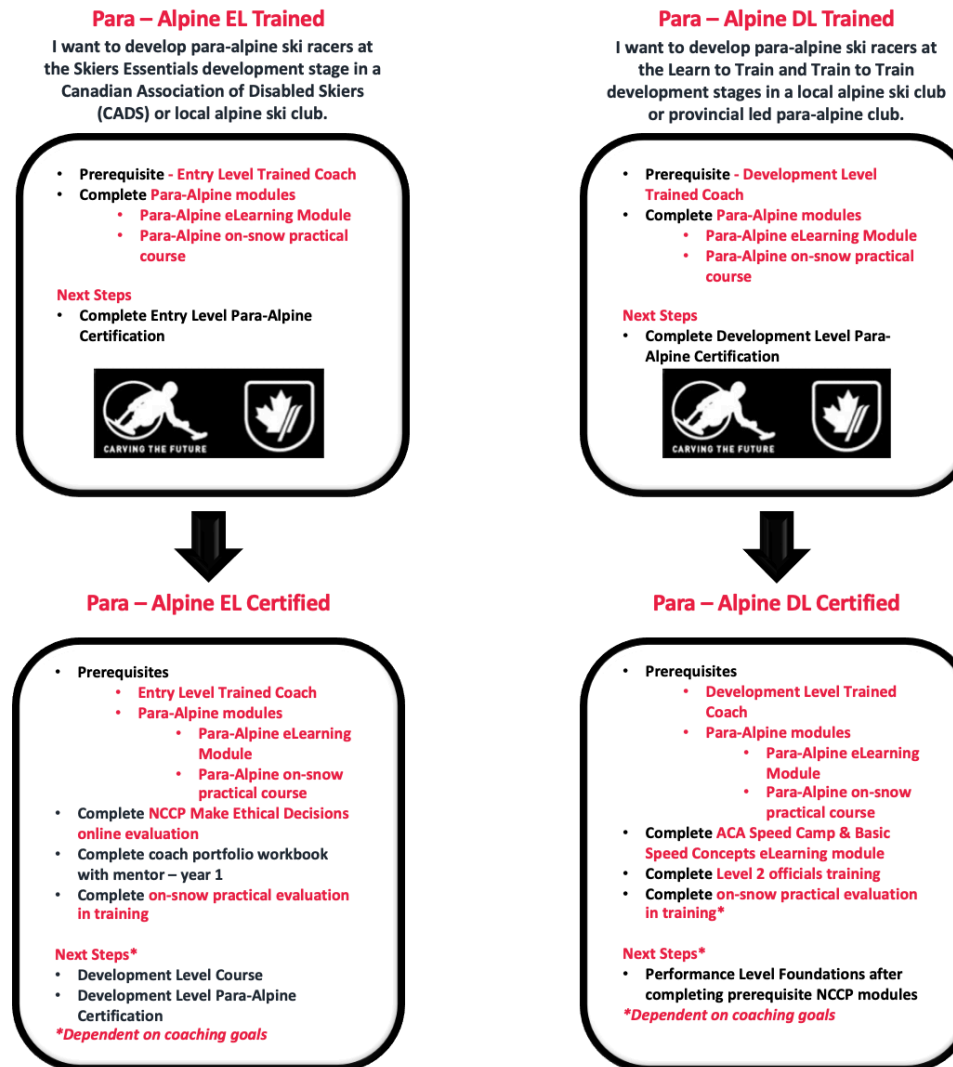 Para – Alpine EL Trained
I want to develop para-alpine ski racers at
the Skiers Essentials development stage in a
Canadian Association of Disabled Skiers
(CADS) or local alpine ski club.
• Prerequisite - Entry Level Trained Coach
• Complete Para-Alpine modules
• Para-Alpine eLearning Module
• Para-Alpine on-snow practical
course
Next Steps
• Complete Entry Level Para-Alpine
Certification
CARVING THE FUTURE
Para – Alpine EL Certified
• Prerequisites
• Entry Level Trained Coach
• Para-Alpine modules
• Para-Alpine eLearning
Module
• Para-Alpine on-snow
practical course
• Complete NCCP Make Ethical Decisions
online evaluation
• Complete coach portfolio workbook
with mentor – year 1
• Complete on-snow practical evaluation
in training
Next Steps*
• Development Level Course
• Development Level Para-Alpine
Certification
*Dependent on coaching goals
Para – Alpine DL Trained
I want to develop para-alpine ski racers at
the Learn to Train and Train to Train
development stages in a local alpine ski club
or provincial led para-alpine club.
• Prerequisite - Development Level
Trained Coach
• Complete Para-Alpine modules
• Para-Alpine eLearning Module
• Para-Alpine on-snow practical
course
Next Steps
• Complete Development Level Para-
Alpine Certification
CARVING THE FUTURE
Para – Alpine DL Certified
• Prerequisites
• Development Level Trained
Coach
• Para-Alpine modules
• Para-Alpine eLearning
Module
• Para-Alpine on-snow
practical course
• Complete ACA Speed Camp & Basic
Speed Concepts eLearning module
• Complete Level 2 officials training
• Complete on-snow practical evaluation
in training*
Next Steps*
• Performance Level Foundations after
completing prerequisite NCCP modules
*Dependent on coaching goals